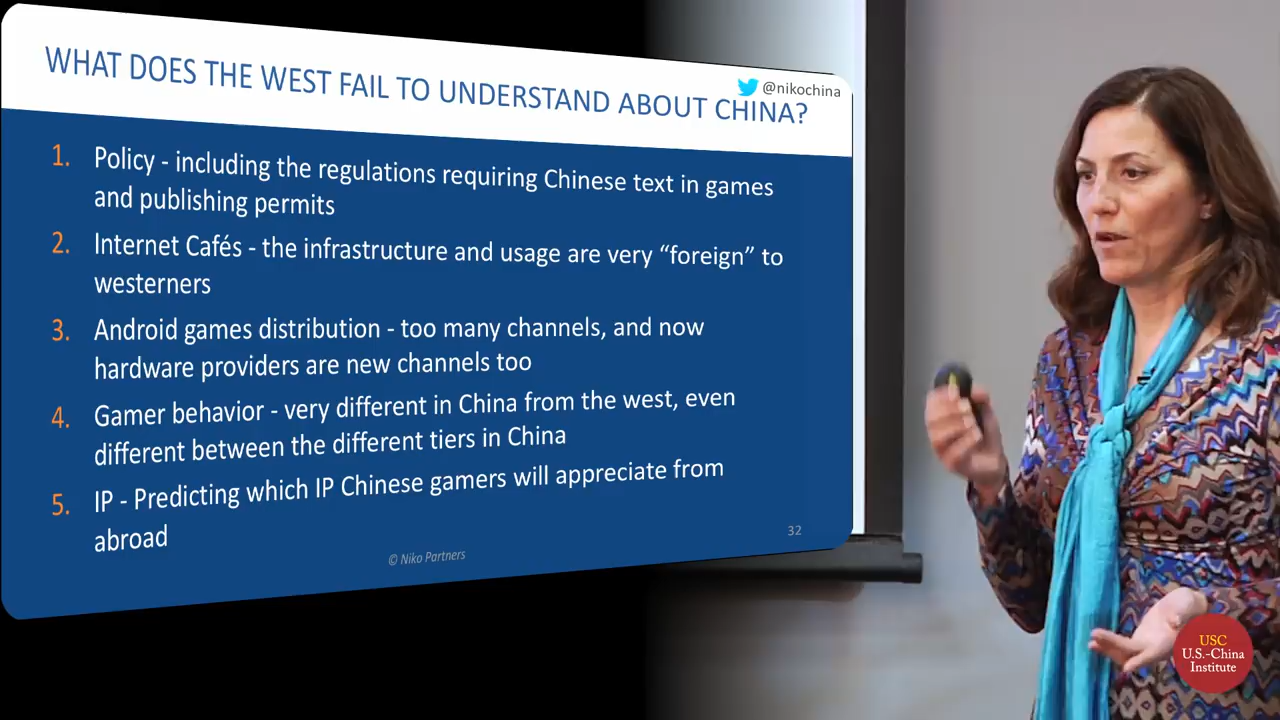 WHAT DOES THE WEST FAIL TO UNDERSTAND ABOUT CHINA?
@nikochina
1. Policy - including the regulations requiring Chinese text in games
and publishing permits
2. Internet Cafés - the infrastructure and usage are very “foreign” to
westerners
3. Android games distribution - too many channels, and now
hardware providers are new channels too
4. Gamer behavior - very different in China from the west, even
different between the different tiers in China
5. IP - Predicting which IP Chinese gamers will appreciate from
abroad
32
© Niko Partners
USC
U.S.-China
Institute